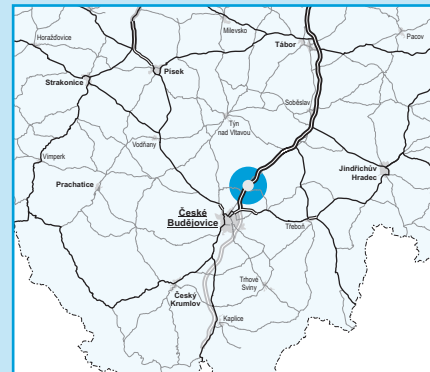 Milevsko
Pacov
Horažďovice
Tábor
Písek
Strakonice
Soběslav
Týn
nad Vltavou
Vodňany
Vimperk
Jindřichův
Hradec
Prachatice
České
Budějovice
Třeboň
Trhové
Sviny
Český
Krumlov
Kaplice